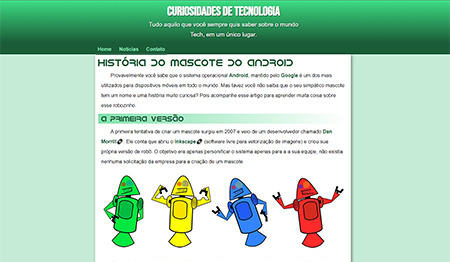 CURIOSIDADES DE TECNOLOGIA
Tudo aquilo que você sempre quis saber sobre o mundo
Tech, em um único lugar.
Home Notícias Contato
HISTÓRIA DO MASCOTE DO ANDROID
Provavelmente você sabe que o sistema operacional Android, mantido pelo Google é um dos mais
utilizados para dispositivos móveis em todo o mundo. Mas tavez você não saiba que o seu simpático mascote
tem um nome e uma história muito curiosa? Pois acompanhe esse artigo para aprender muita coisa sobre
esse robozinho.
A PRIMEIRA VERSÃO
A primeira tentativa de criar um mascote surgiu em 2007 e veio de um desenvolvedor chamado Dan
Morrill. Ele conta que abriu o Inkscape (software livre para vetorização de imagens) e criou sua
própria versão de robô. O objetivo era apenas personificar o sistema apenas para a sua equipe, não existia
nenhuma solicitação da empresa para a criação de um mascote.